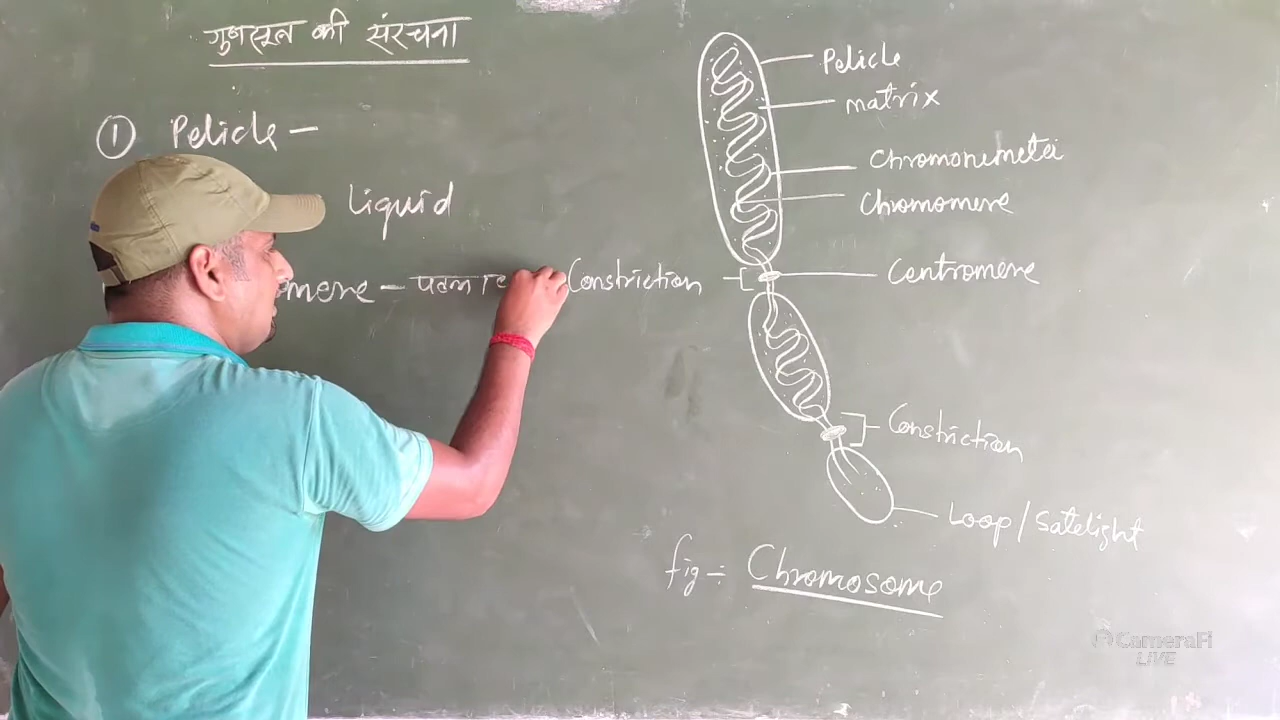 गुणसूत्र की संरचना
① Pelicle –
Liquid
mere – पतला
Constriction
Pelicle
matrix
Chromonemeta
Chromomere
Centromere
Constriction
Loop/Satelight
fig ÷ Chromosome
CameraFi
LIVE